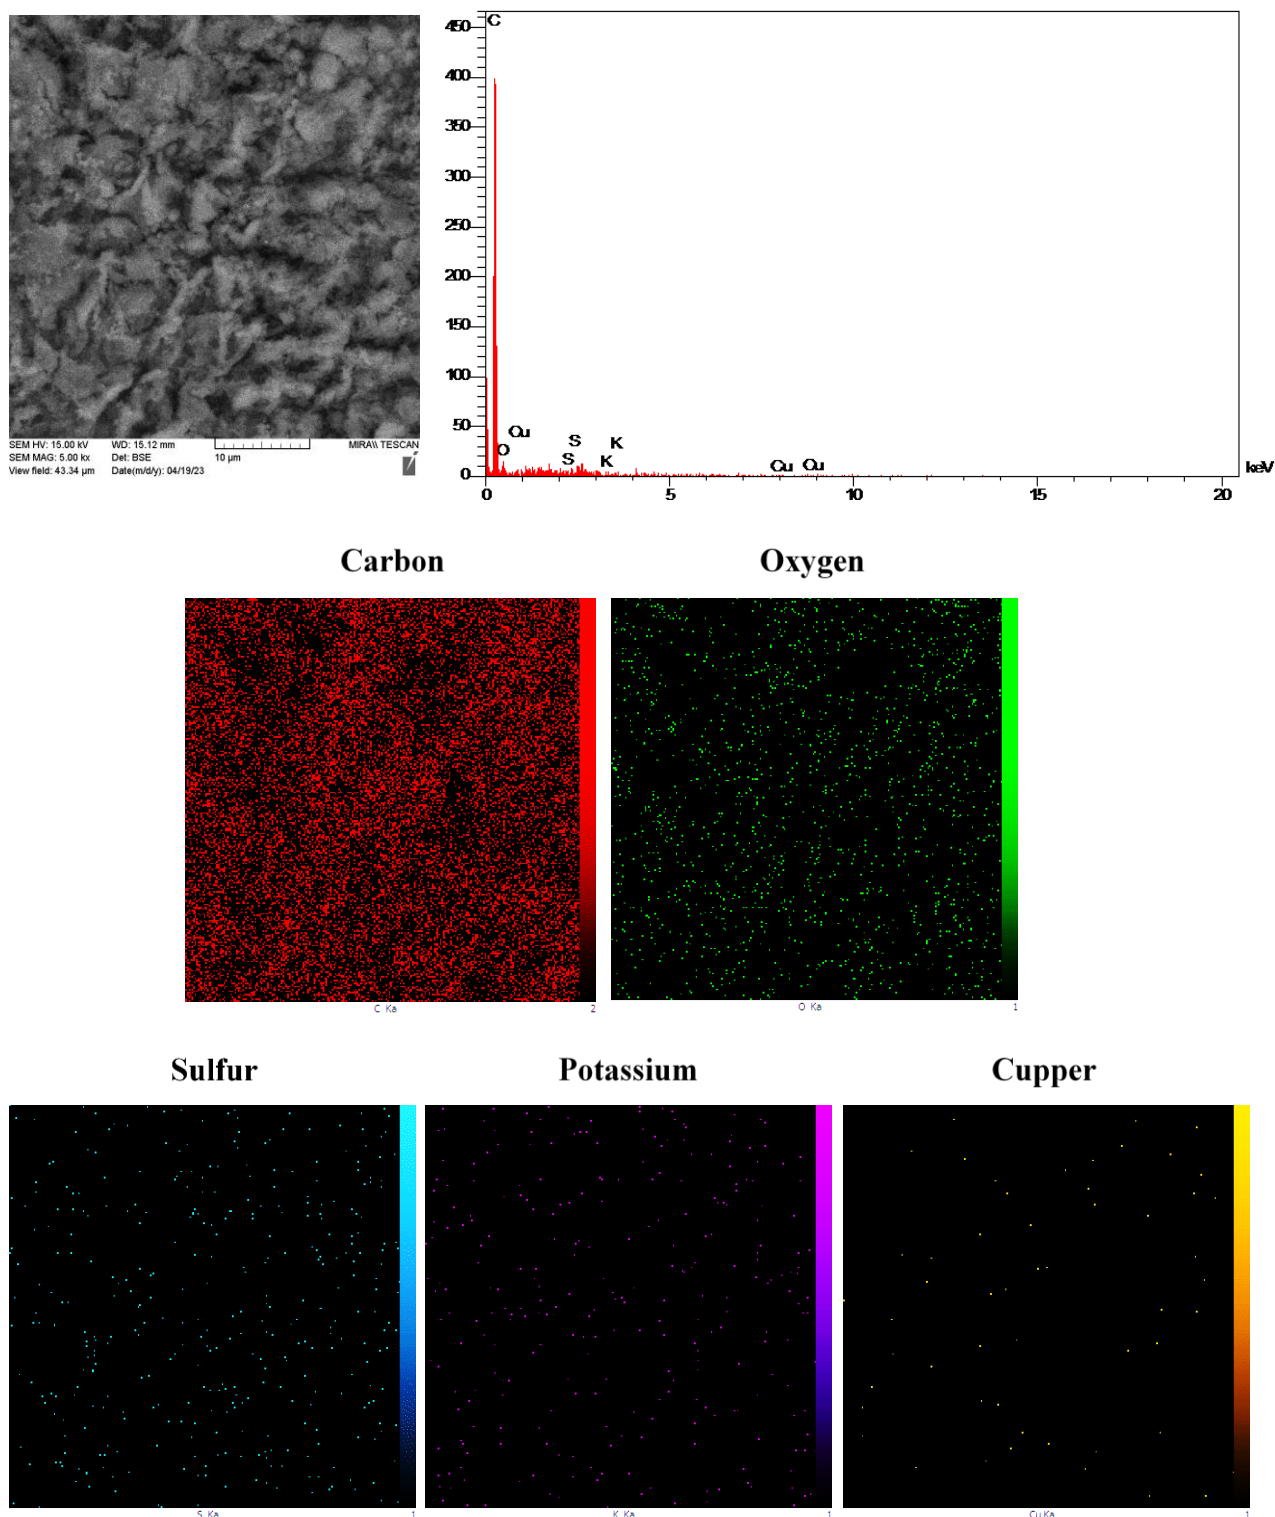 SEM HV: 15.00 kV WD: 15.12 mm MIRA\\ TESCAN
SEM MAG: 5.00 kx Det: BSE 10 µm
View field: 43.34 µm Date(m/d/y): 04/19/23
450
400
350
300
250
200
150
100
50
0
C
O
Cu
S
S
K
K
Cu
Cu
0 5 10 15 20
keV
Carbon
Oxygen
C Ka 2
O Ka 1
Sulfur
Potassium
Cupper
S Ka 1
K Ka 1
Cu Ka 1